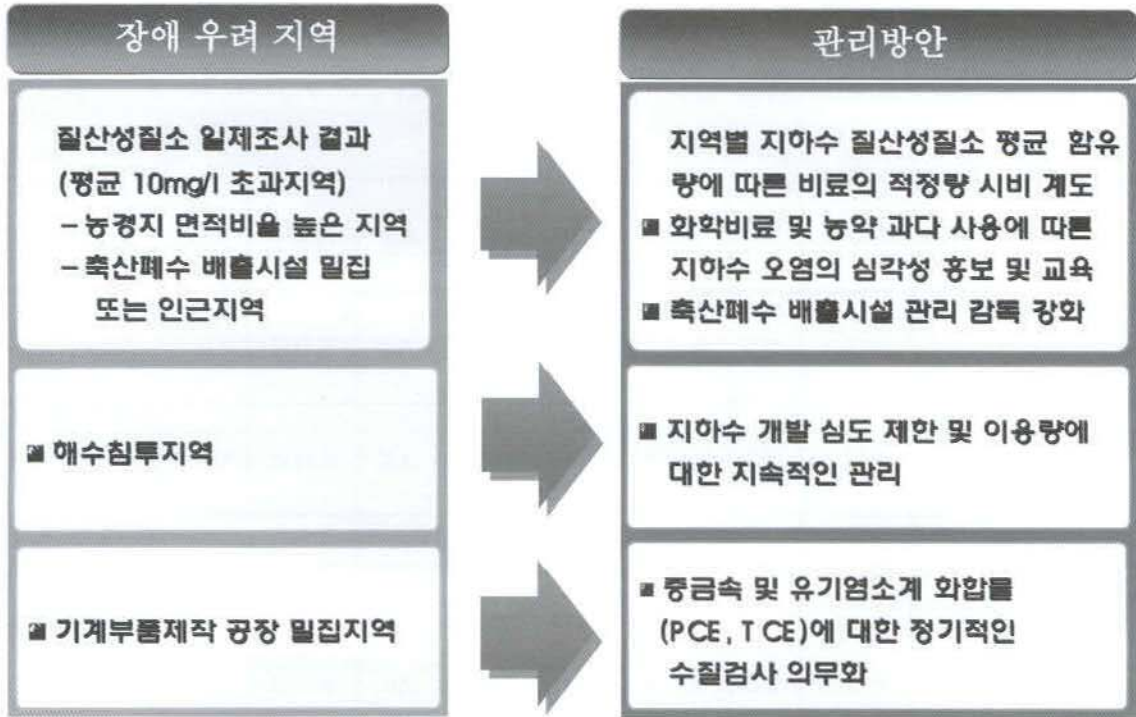 장애 우려 지역
질산성질소 일제조사 결과
(평균 10mg/l 초과지역)
– 농경지 면적비율 높은 지역
– 축산폐수 배출시설 밀집
또는 인근지역
해수침투지역
기계부품제작 공장 밀집지역
관리방안
지역별 지하수 질산성질소 평균 함유
량에 따른 비료의 적정량 시비 계도
화학비료 및 농약 과다 사용에 따른
지하수 오염의 심각성 홍보 및 교육
축산폐수 배출시설 관리 감독 강화
지하수 개발 심도 제한 및 이용량에
대한 지속적인 관리
중금속 및 유기염소계 화합물
(PCE, TCE)에 대한 정기적인
수질검사 의무화